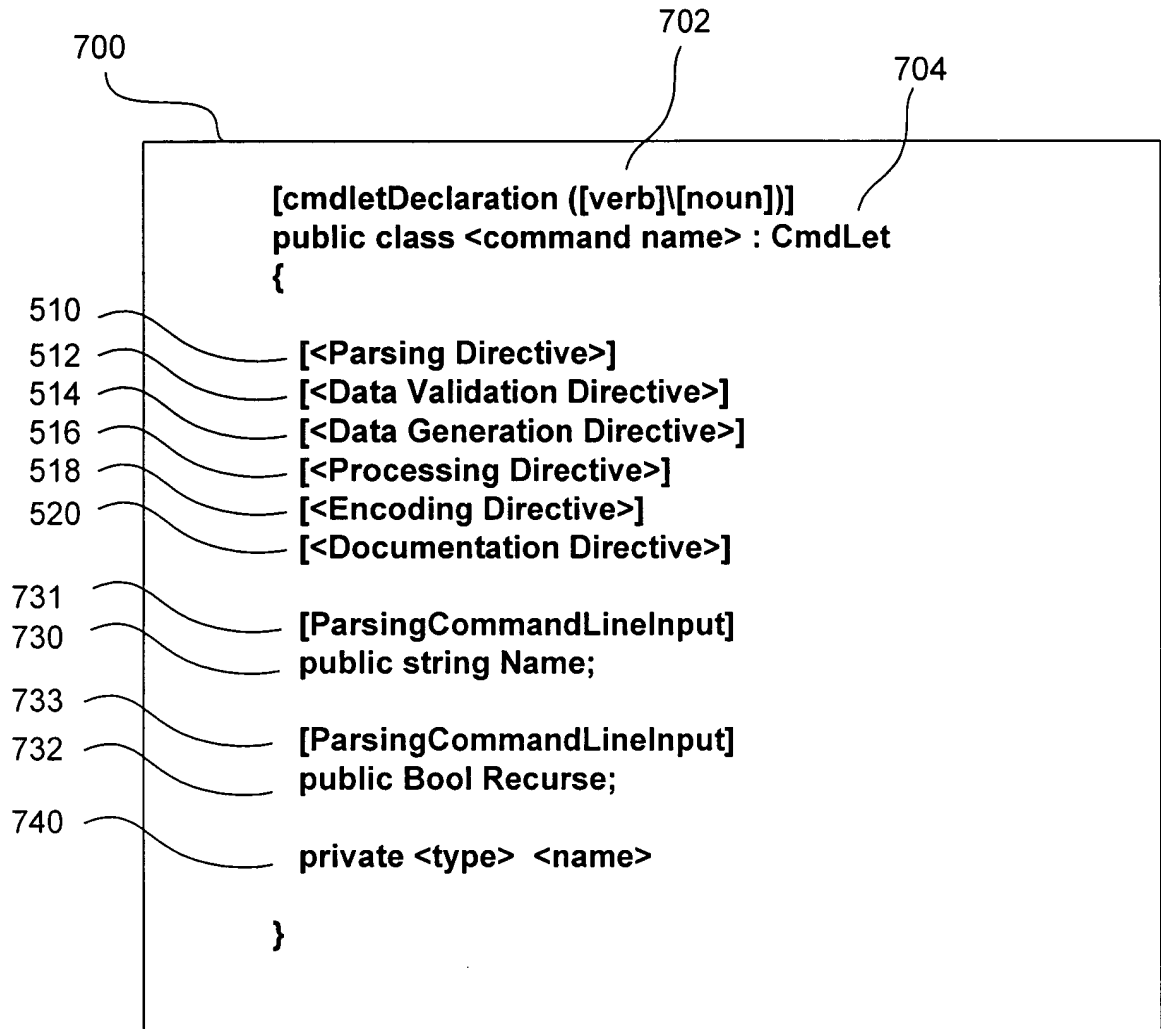 702
700
704
[cmdletDeclaration ([verb]\[noun])]
public class <command name> : CmdLet
{
510
[<Parsing Directive>]
512
[<Data Validation Directive>]
514
[<Data Generation Directive>]
516
[<Processing Directive>]
518
[<Encoding Directive>]
520
[<Documentation Directive>]
731
[ParsingCommandLineInput]
730
public string Name;
733
[ParsingCommandLineInput]
732
public Bool Recurse;
740
private <type> <name>
}